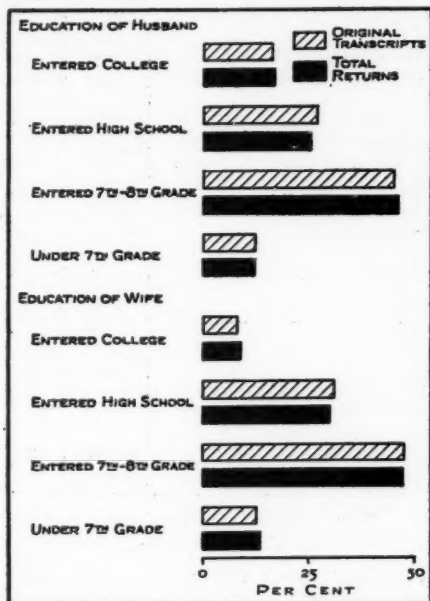 EDUCATION OF HUSBAND
ORIGINAL TRANSCRIPTS
TOTAL RETURNS
ENTERED COLLEGE
ENTERED HIGH SCHOOL
ENTERED 7TH-8TH GRADE
UNDER 7TH GRADE
EDUCATION OF WIFE
ENTERED COLLEGE
ENTERED HIGH SCHOOL
ENTERED 7TH-8TH GRADE
UNDER 7TH GRADE
0 25 50
PER CENT